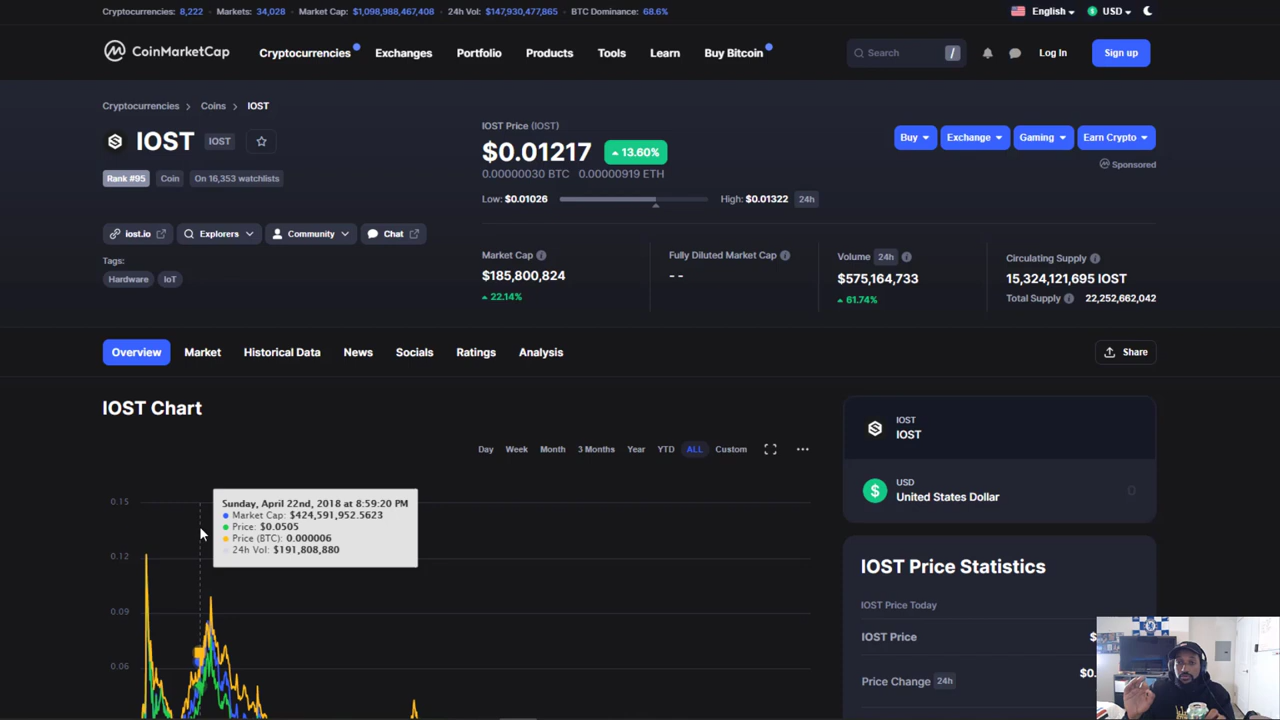 Cryptocurrencies: 8,222 Markets: 34,028 Market Cap: $1,098,988,467,408 24h Vol: $147,930,477,865 BTC Dominance: 68.6% English USD
CoinMarketCap Cryptocurrencies Exchanges Portfolio Products Tools Learn Buy Bitcoin Search / Log In Sign up
Cryptocurrencies > Coins > IOST
IOST IOST
Rank #95 Coin On 16,353 watchlists
iost.io Explorers Community Chat
Tags:
Hardware IoT
IOST Price (IOST)
$0.01217 13.60%
0.00000030 BTC 0.00000919 ETH
Low: $0.01026 High: $0.01322 24h
Buy Exchange Gaming Earn Crypto
Sponsored
Market Cap
$185,800,824
22.14%
Fully Diluted Market Cap
- -
Volume 24h
$575,164,733
61.74%
Circulating Supply
15,324,121,695 IOST
Total Supply 22,252,662,042
Overview Market Historical Data News Socials Ratings Analysis Share
IOST Chart
Day Week Month 3 Months Year YTD ALL Custom
0.15
0.12
0.09
0.06
Sunday, April 22nd, 2018 at 8:59:20 PM
Market Cap: $424,591,952.5623
Price: $0.0505
Price (BTC): 0.000006
24h Vol: $191,808,880
IOST
IOST
USD
United States Dollar 0
IOST Price Statistics
IOST Price Today
IOST Price $
Price Change 24h $0.